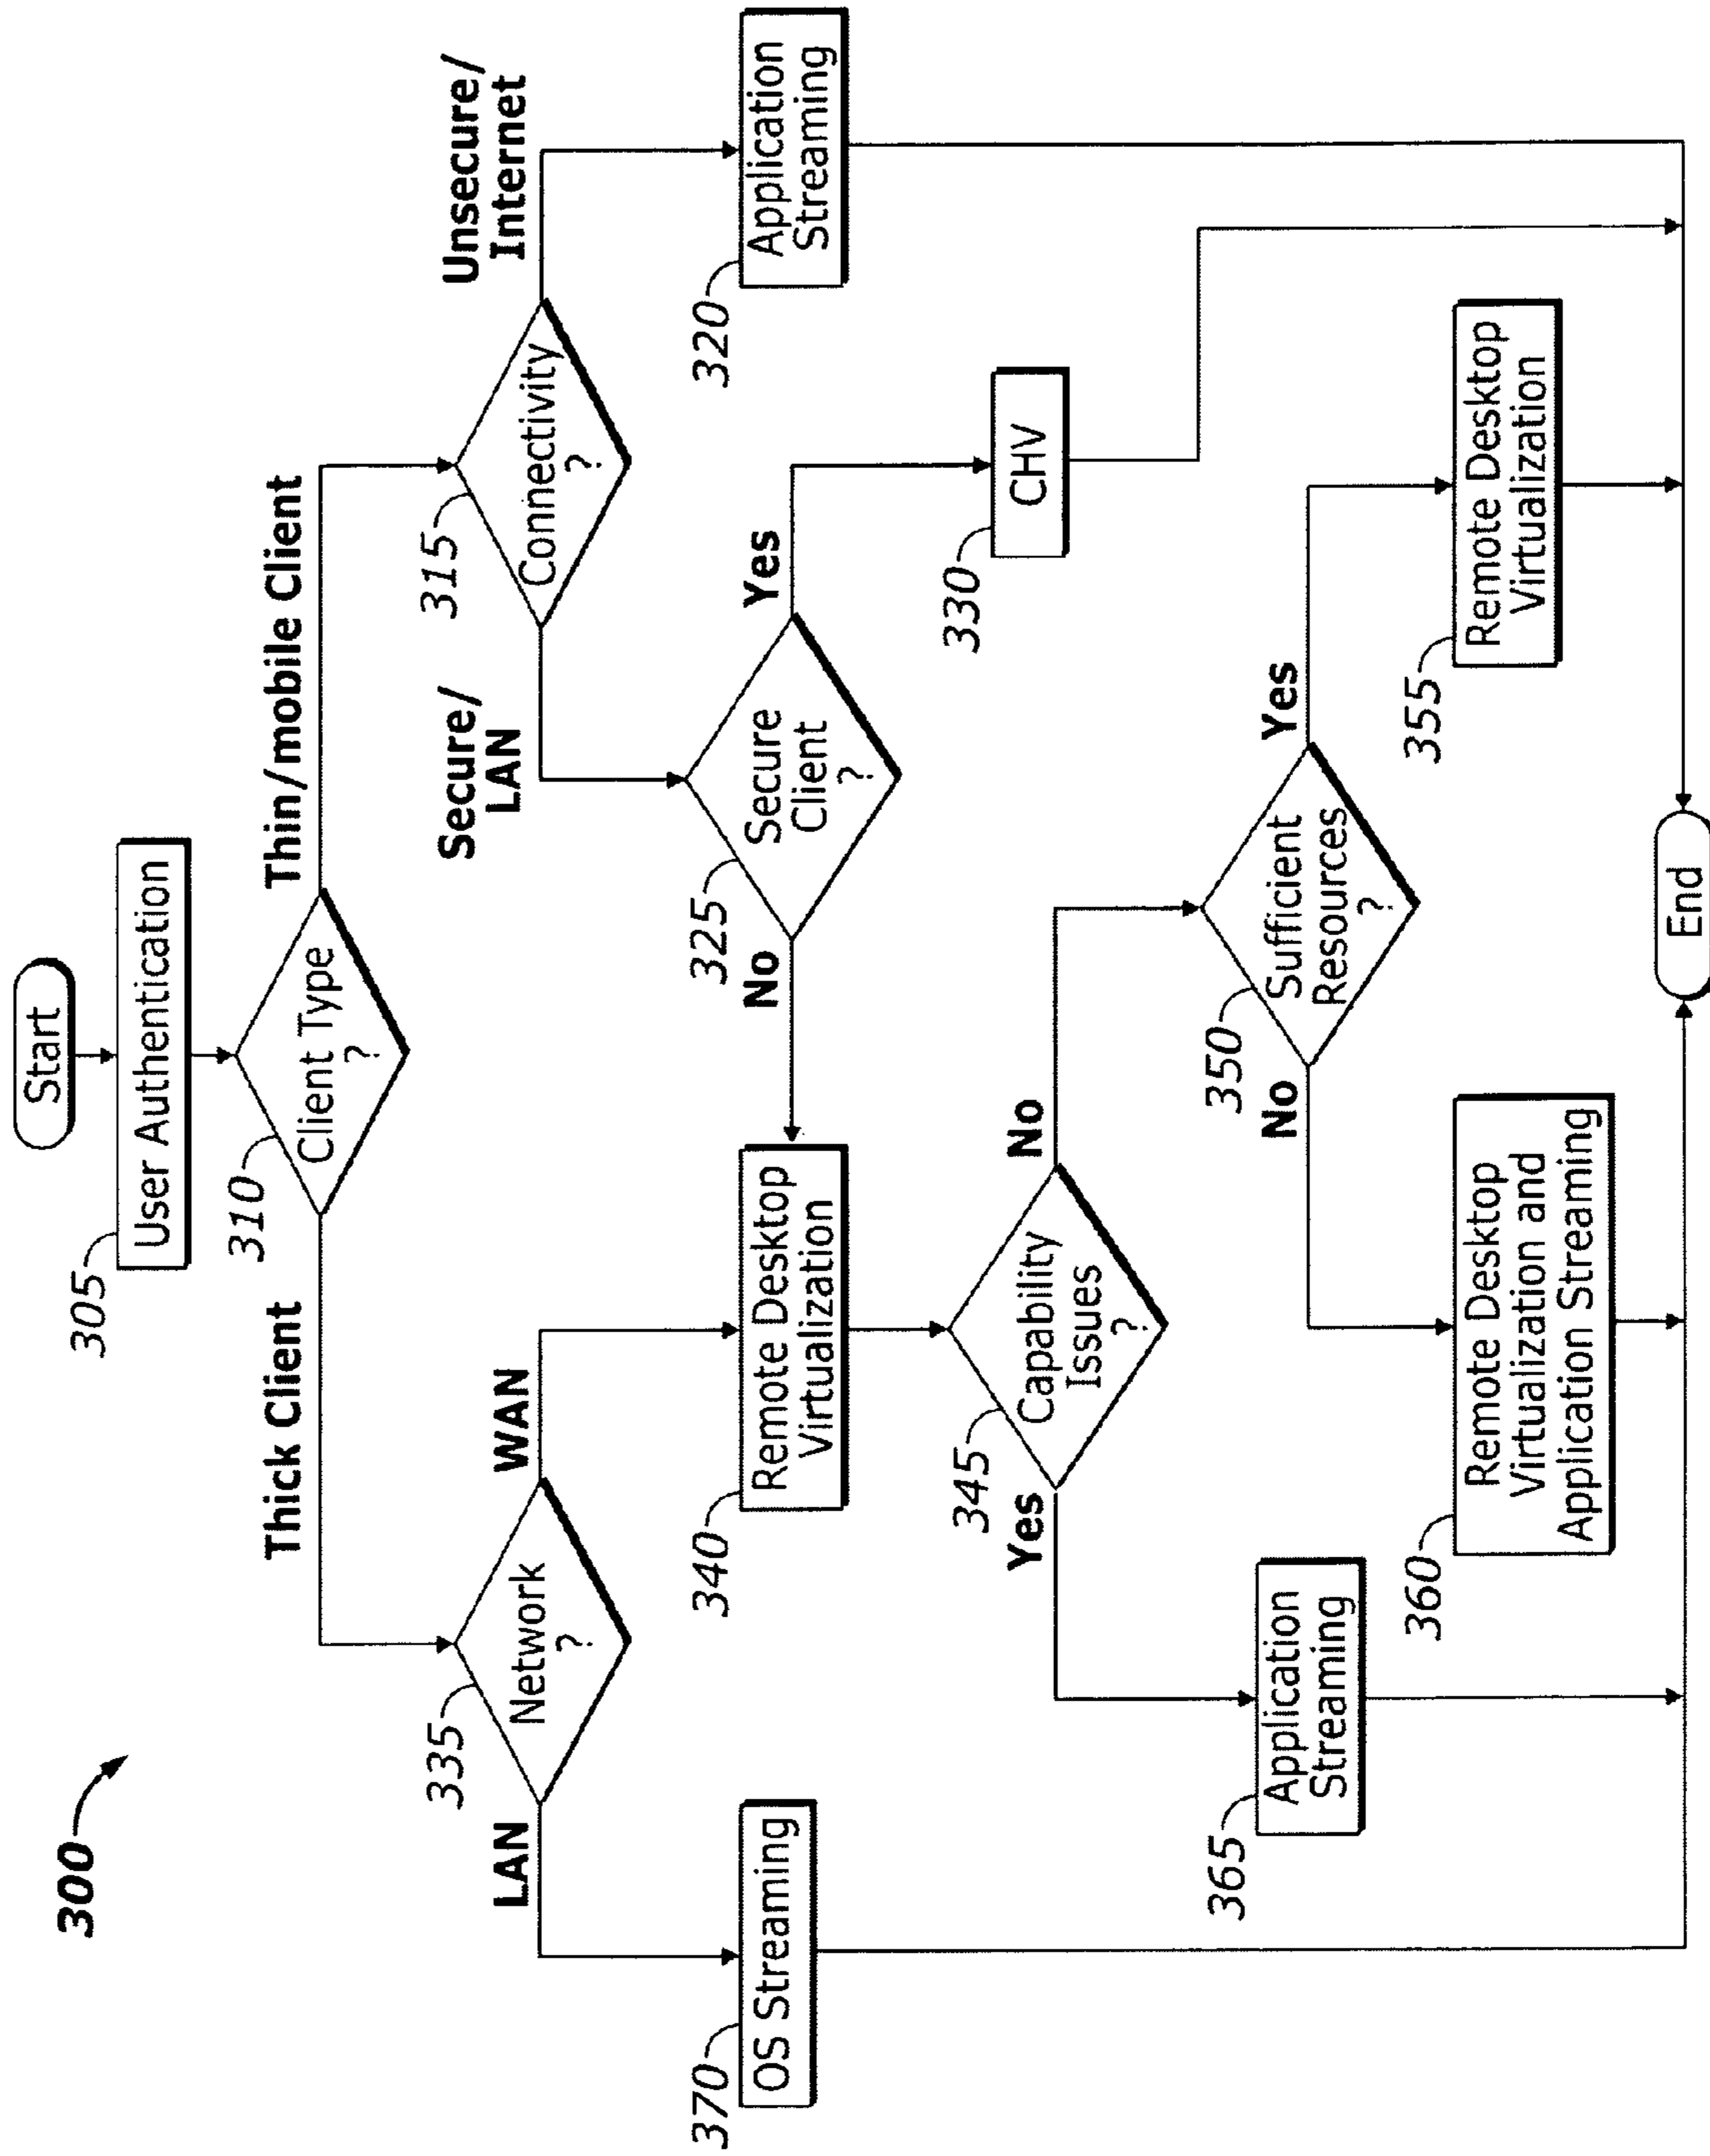 300
Start
305
User Authentication
310
Client Type
?
Thick Client
Thin/mobile Client
335
Network
?
LAN
WAN
315
Connectivity
?
Secure/
LAN
Unsecure/
Internet
370
OS Streaming
340
Remote Desktop
Virtualization
325
Secure
Client
?
No
Yes
320
Application
Streaming
330
CHV
345
Capability
Issues
?
Yes
No
365
Application
Streaming
350
Sufficient
Resources
?
No
Yes
360
Remote Desktop
Virtualization and
Application Streaming
355
Remote Desktop
Virtualization
End